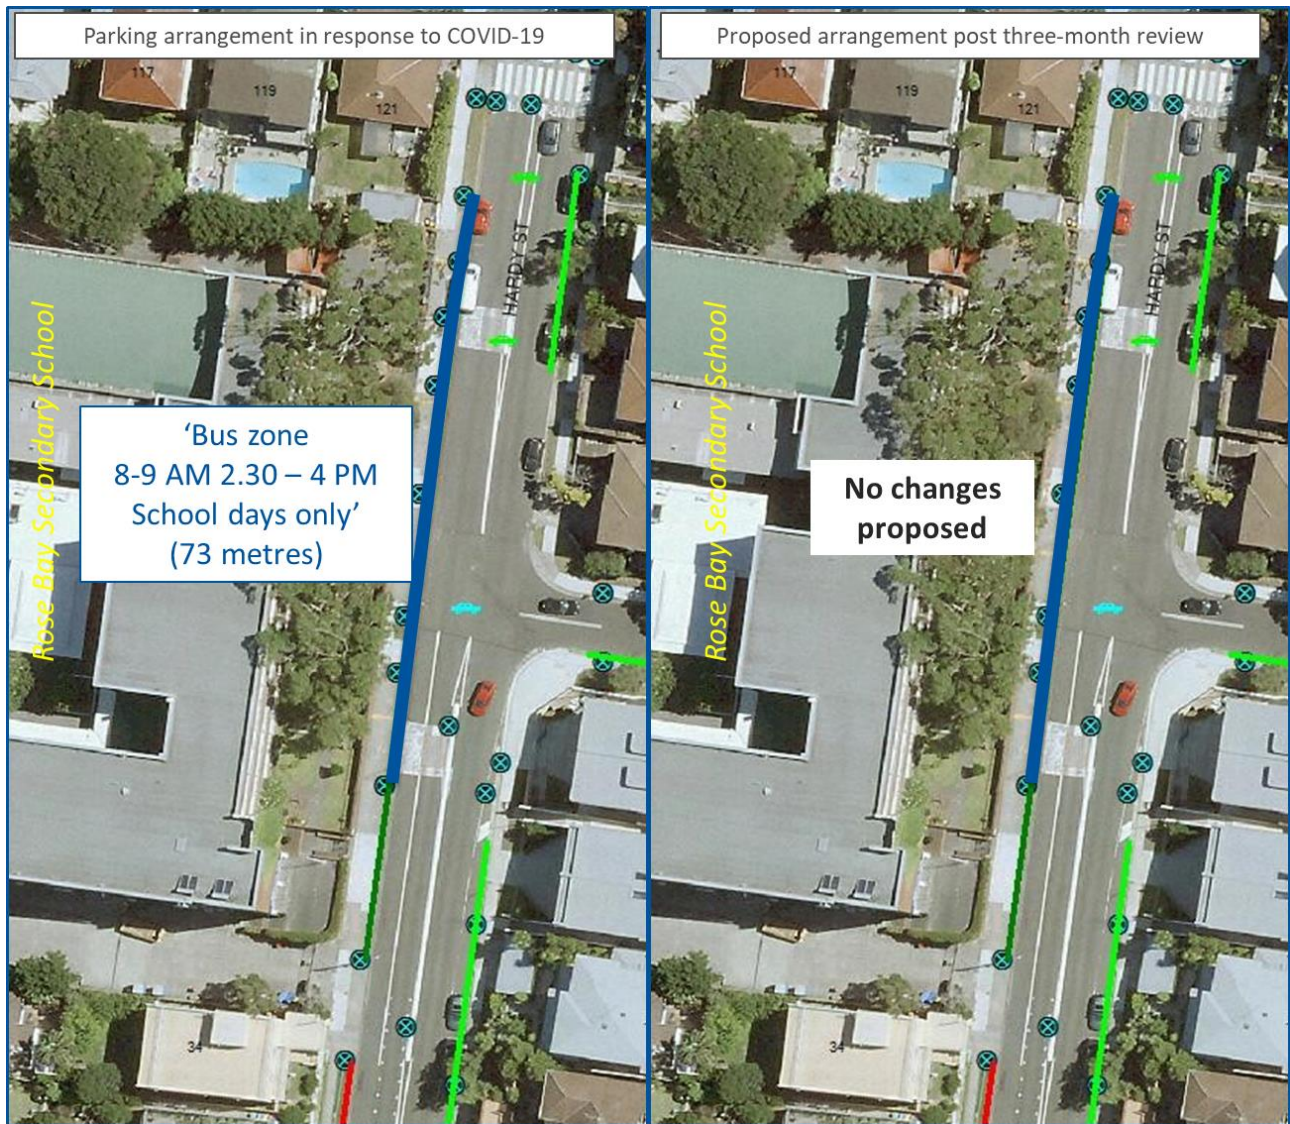 Parking arrangement in response to COVID-19
117
119
121
HARDY ST
Rose Bay Secondary School
‘Bus zone
8-9 AM 2.30 – 4 PM
School days only’
(73 metres)
34
Proposed arrangement post three-month review
117
119
121
HARDY ST
Rose Bay Secondary School
No changes
proposed
34